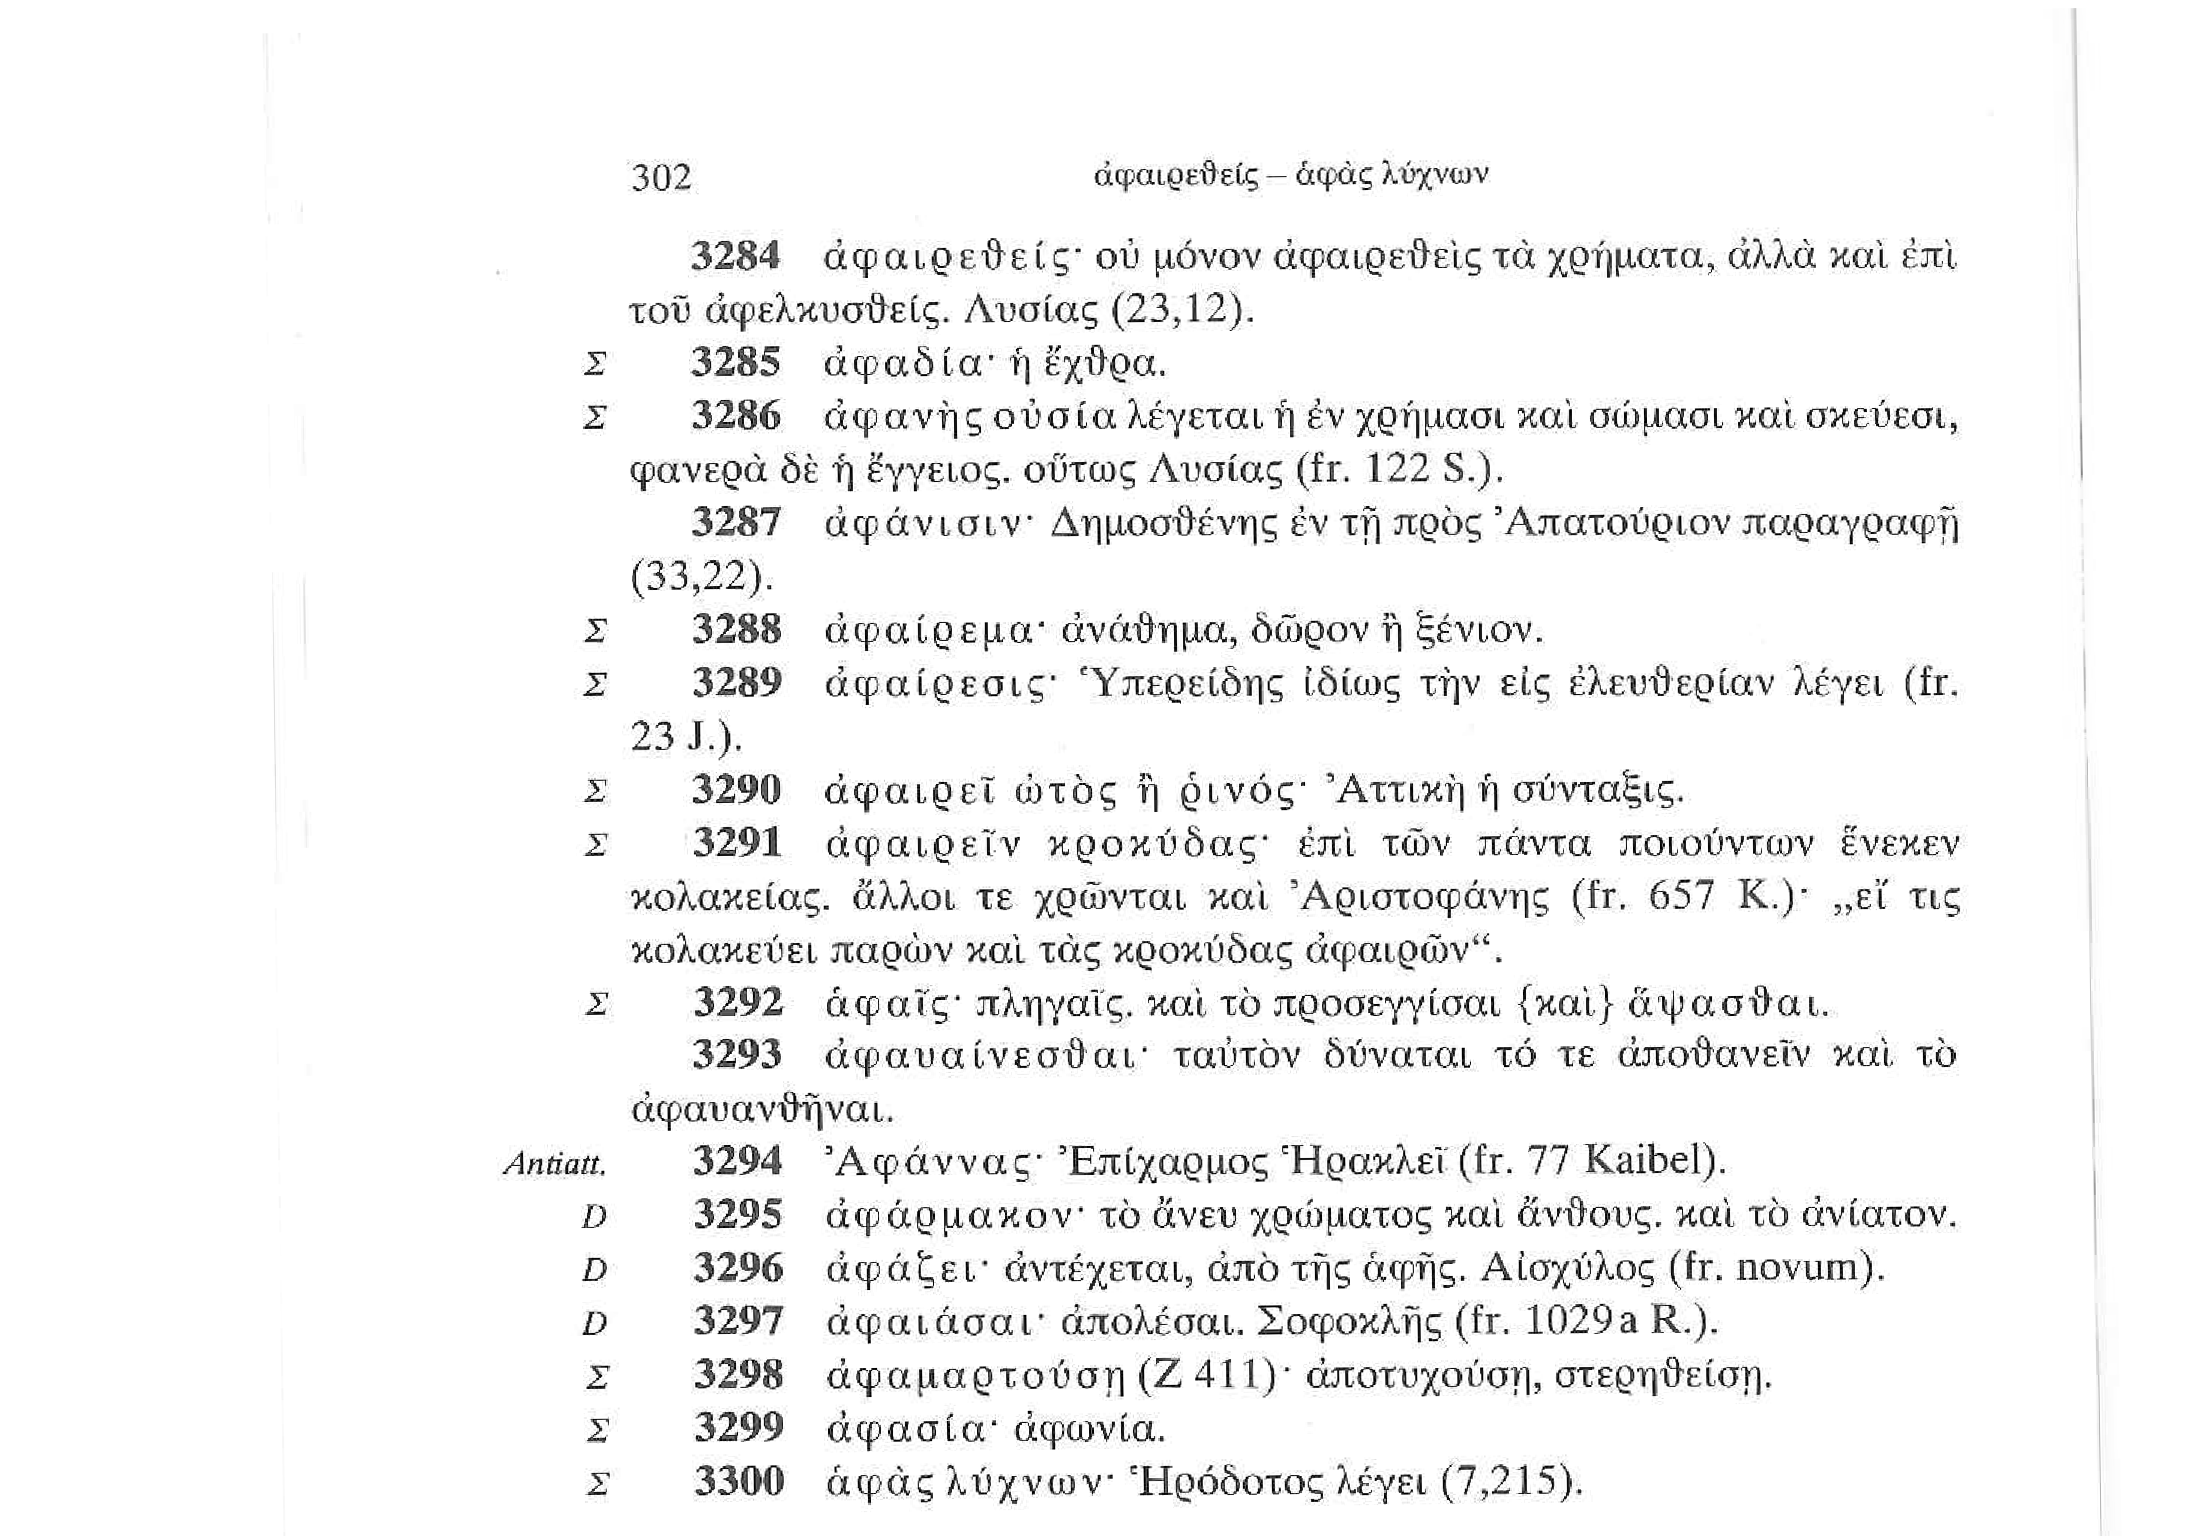 302 ἀφαιρεθείς – ἁφὰς λύχνων
3284 ἀφαιρεθείς· οὐ μόνον ἀφαιρεθεὶς τὰ χρήματα, ἀλλὰ καὶ ἐπὶ
τοῦ ἀφελκυσθείς. Λυσίας (23,12).
Σ 3285 ἀφαδία· ἡ ἔχθρα.
Σ 3286 ἀφανὴς οὐσία λέγεται ἡ ἐν χρήμασι καὶ σώμασι καὶ σκεύεσι,
φανερὰ δὲ ἡ ἔγγειος. οὕτως Λυσίας (fr. 122 S.).
3287 ἀφάνισιν· Δημοσθένης ἐν τῇ πρὸς Ἀπατούριον παραγραφῇ
(33,22).
Σ 3288 ἀφαίρεμα· ἀνάθημα, δῶρον ἢ ξένιον.
Σ 3289 ἀφαίρεσις· Ὑπερείδης ἰδίως τὴν εἰς ἐλευθερίαν λέγει (fr.
23 J.).
Σ 3290 ἀφαιρεῖ ὠτὸς ἢ ῥινός· Ἀττικὴ ἡ σύνταξις.
Σ 3291 ἀφαιρεῖν κροκύδας· ἐπὶ τῶν πάντα ποιούντων ἕνεκεν
κολακείας. ἄλλοι τε χρῶνται καὶ Ἀριστοφάνης (fr. 657 K.)· „εἴ τις
κολακεύει παρὼν καὶ τὰς κροκύδας ἀφαιρῶν“.
Σ 3292 ἁφαῖς· πληγαῖς. καὶ τὸ προσεγγίσαι {καὶ} ἅψασθαι.
3293 ἀφαυαίνεσθαι· ταὐτὸν δύναται τό τε ἀποθανεῖν καὶ τὸ
ἀφαυανθῆναι.
Antiatt. 3294 Ἀφάννας· Ἐπίχαρμος Ἡρακλεῖ (fr. 77 Kaibel).
D 3295 ἀφάρμακον· τὸ ἄνευ χρώματος καὶ ἄνθους. καὶ τὸ ἀνίατον.
D 3296 ἁφάζει· ἀντέχεται, ἀπὸ τῆς ἁφῆς. Αἰσχύλος (fr. novum).
D 3297 ἀφαιάσαι· ἀπολέσαι. Σοφοκλῆς (fr. 1029a R.).
Σ 3298 ἀφαμαρτούσῃ (Z 411)· ἀποτυχούσῃ, στερηθείσῃ.
Σ 3299 ἀφασία· ἀφωνία.
Σ 3300 ἁφὰς λύχνων· Ἡρόδοτος λέγει (7,215).